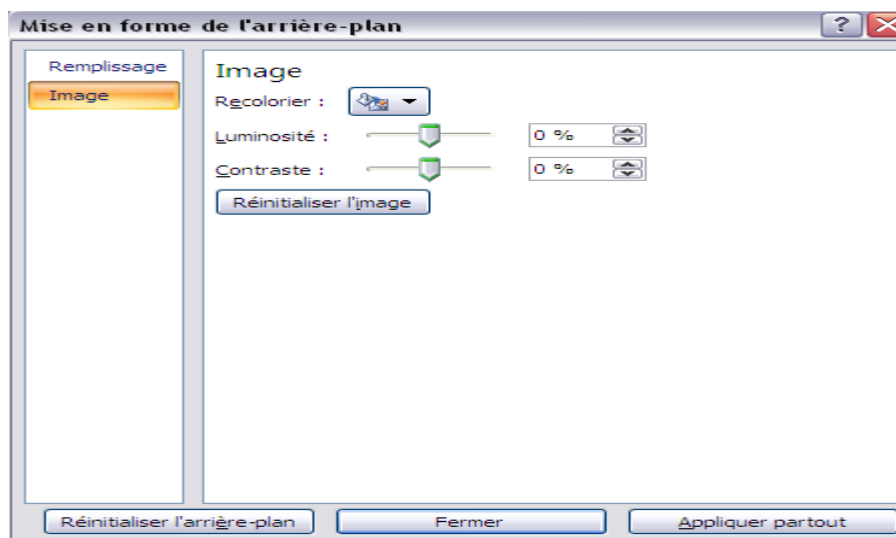 Mise en forme de l'arrière-plan
Remplissage
Image
Image
Recolorier :
Luminosité : 0 %
Contraste : 0 %
Réinitialiser l'image
Réinitialiser l'arrière-plan Fermer Appliquer partout